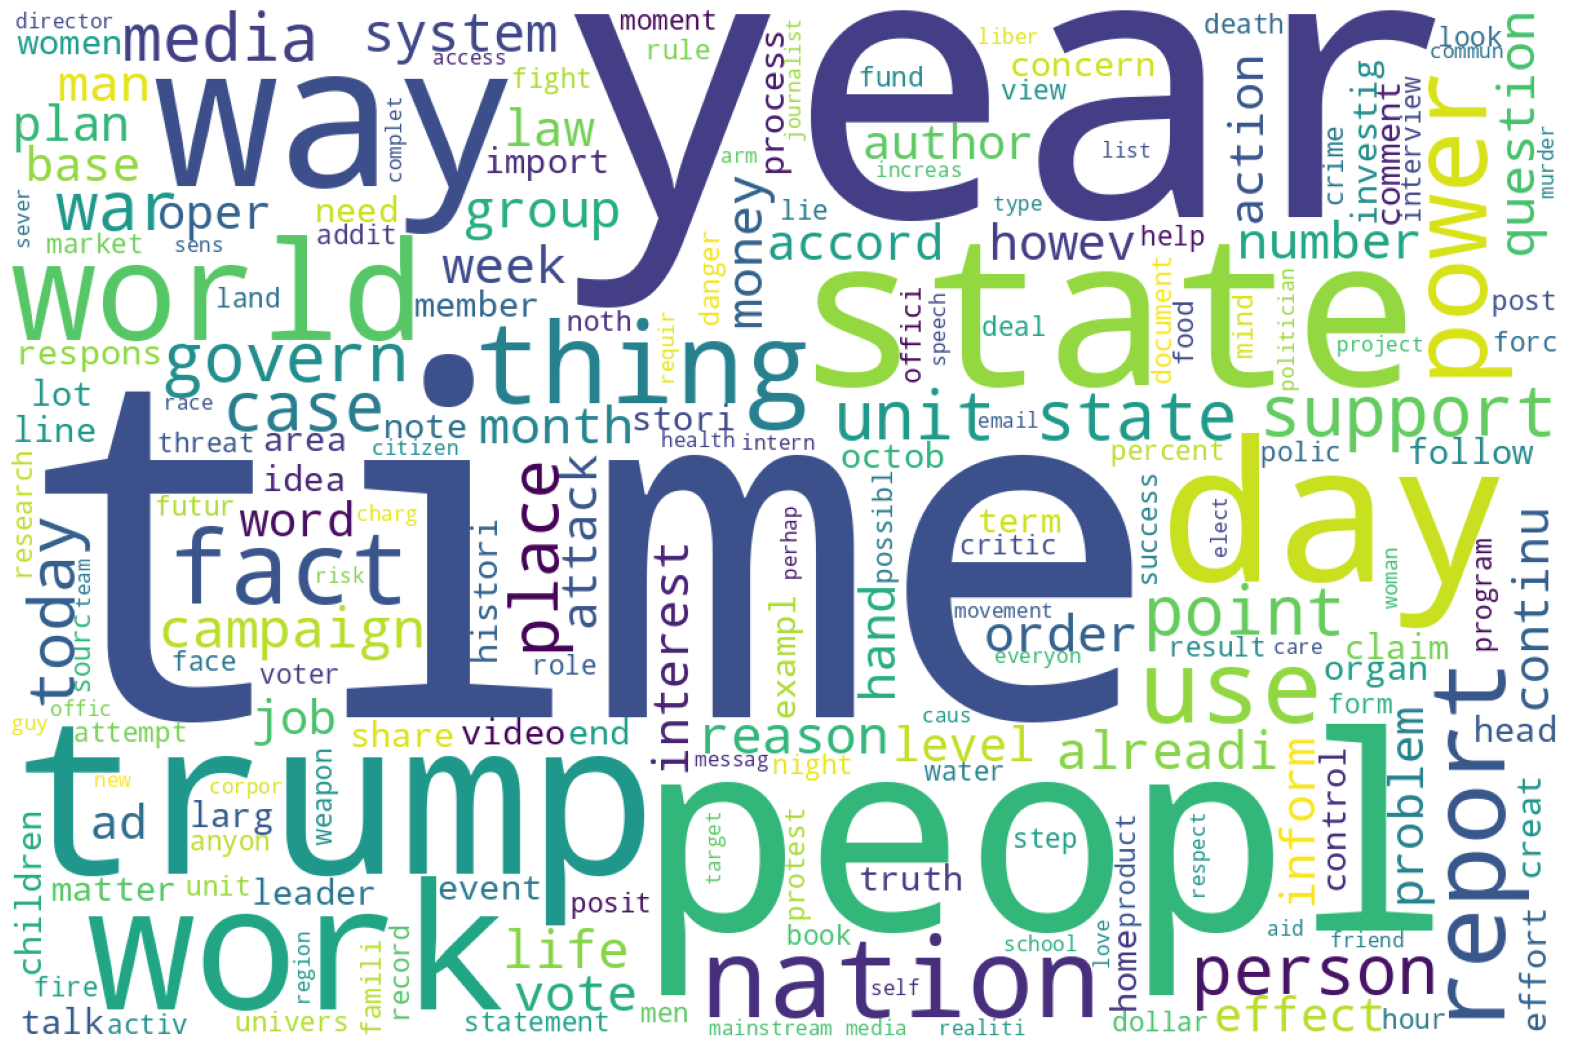 director
women
media
system
access
moment
rule
year
liber
death
look
commun
question
man
way
fight
fund
concern
view
journalist
process
plan
law
import
author
action
list
crime
investig
comment
interview
power
murder
base
complet
arm
increas
war
oper
need
addit
group
money
lie
type
sever
market
sens
week
accord
howev
help
number
world
land
member
noth
danger
state
post
respons
govern
thing
requir
offici
speech
deal
document
food
mind
politician
project
forc
lot
race
case
note
month
stori
unit state
email
support
line
threat
area
citizen
health
intern
octob
percent
polic
follow
research
futur
idea
word
charg
time
place
attack
perhap
possibl
term
critic
success
day
elect
today
fact
risk
histori
interest
movement
order
woman
program
continu
sourc
team
campaign
face
voter
role
exampl
hand
everyon
point
result
care
claim
organ
form
offic
guy
attempt
job
share
video
end
reason
caus
level
alreadi
use
problem
report
head
trump
new
corpor
weapon
messag
night
water
inform
control
ad
larg
anyon
peopl
target
step
respect
creat
children
matter
unit
leader
event
posit
protest
truth
product
work
region
famili
record
life
book
school
love
home
aid
friend
effort
fire
vote
men
nation
self
person
talk
activ
univers
statement
mainstream media
realiti
dollar
effect
hour